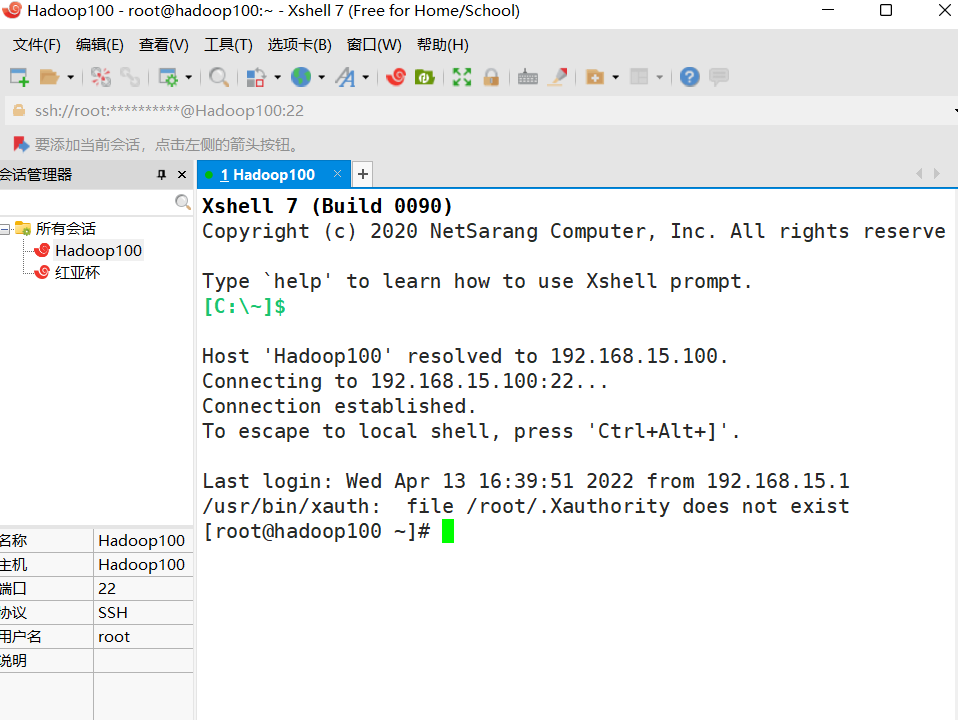 Hadoop100 - root@hadoop100:~ - Xshell 7 (Free for Home/School)
文件(F) 编辑(E) 查看(V) 工具(T) 选项卡(B) 窗口(W) 帮助(H)
ssh://root:**********@Hadoop100:22
要添加当前会话，点击左侧的箭头按钮。
会话管理器
所有会话
Hadoop100
红亚杯
名称 Hadoop100
主机 Hadoop100
端口 22
协议 SSH
用户名 root
说明
1 Hadoop100
Xshell 7 (Build 0090)
Copyright (c) 2020 NetSarang Computer, Inc. All rights reserve
Type `help' to learn how to use Xshell prompt.
[C:\~]$
Host 'Hadoop100' resolved to 192.168.15.100.
Connecting to 192.168.15.100:22...
Connection established.
To escape to local shell, press 'Ctrl+Alt+]'.
Last login: Wed Apr 13 16:39:51 2022 from 192.168.15.1
/usr/bin/xauth:  file /root/.Xauthority does not exist
[root@hadoop100 ~]#